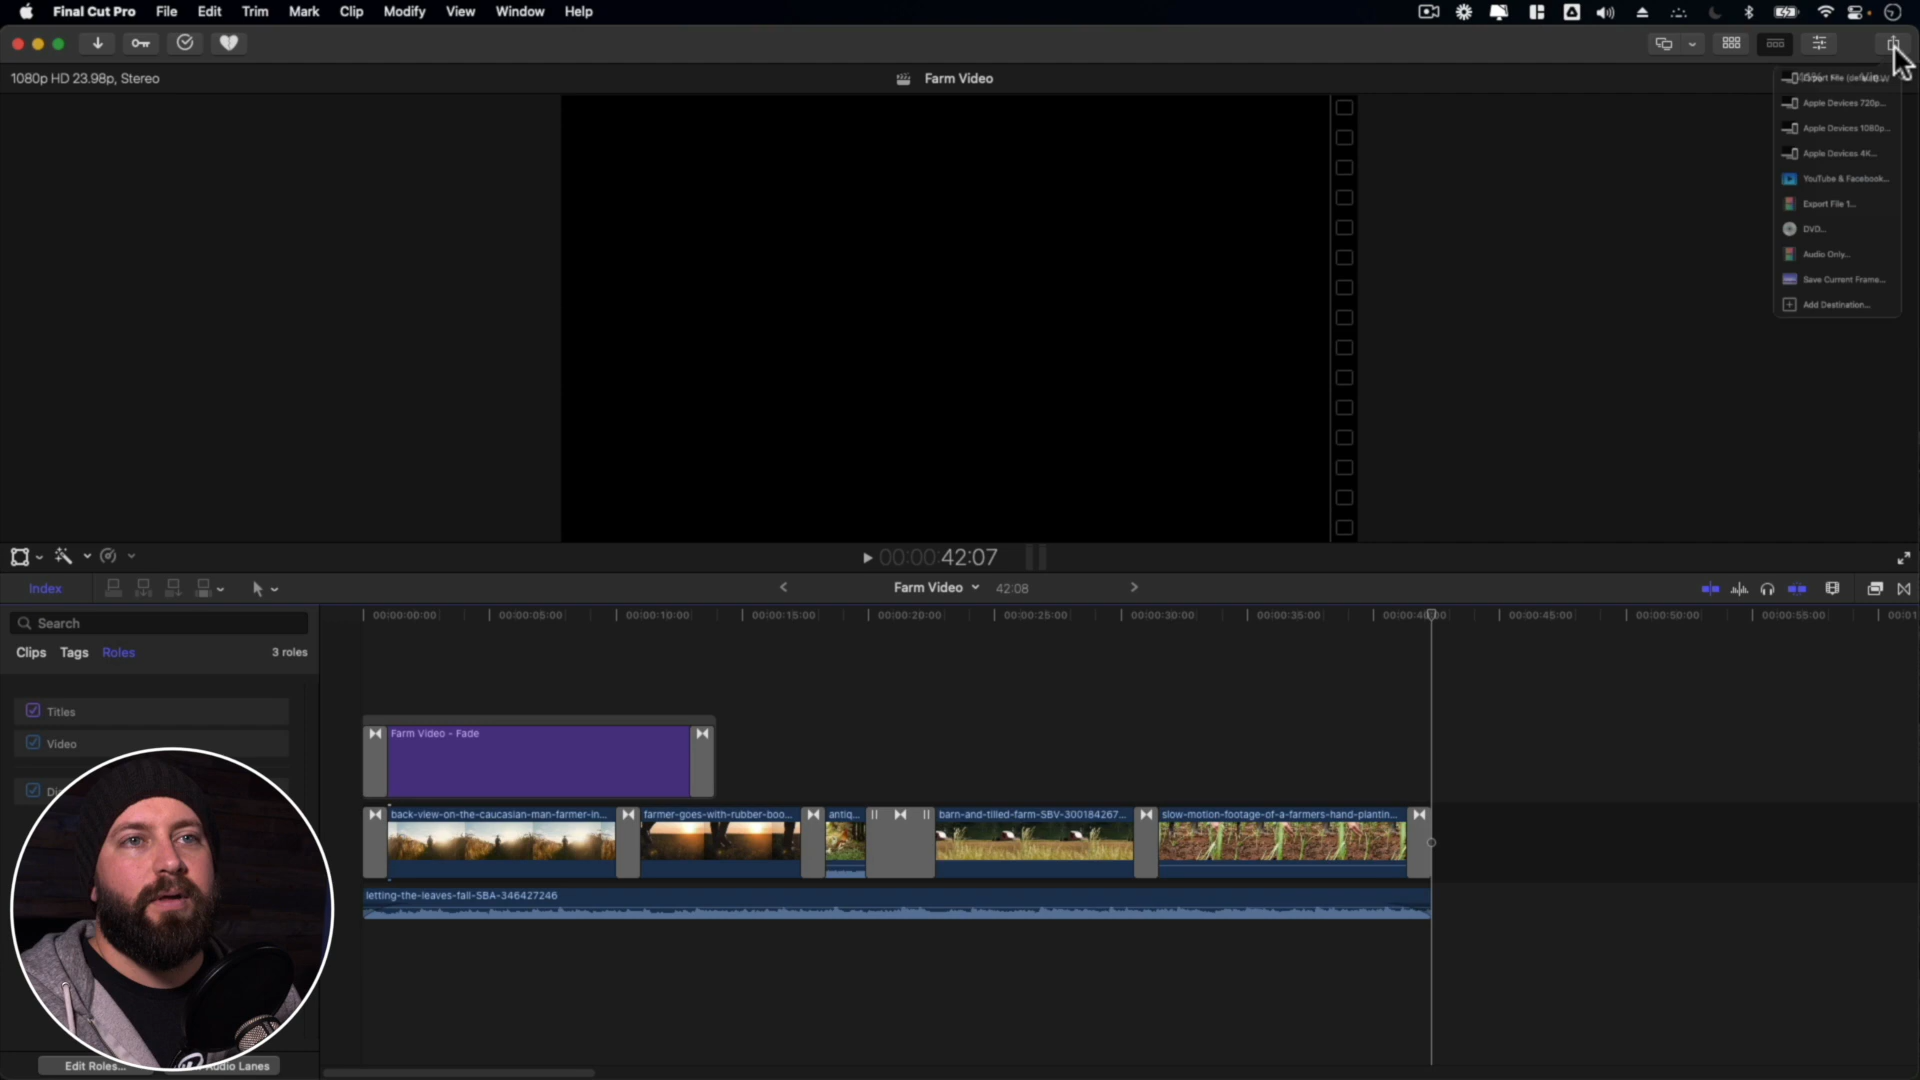 Final Cut Pro File Edit Trim Mark Clip Modify View Window Help
1080p HD 23.98p, Stereo
Farm Video
Apple Devices 720p...
Apple Devices 1080p...
Apple Devices 4K...
YouTube & Facebook...
Export File 1...
DVD...
Audio Only...
Save Current Frame...
Add Destination...
00:00:42:07
Index
Farm Video
42:08
00:00:00:00 00:00:05:00 00:00:10:00 00:00:15:00 00:00:20:00 00:00:25:00 00:00:30:00 00:00:35:00 00:00:45:00 00:00:50:00 00:00:55:00
Search
Clips Tags Roles 3 roles
Titles
Video
Farm Video - Fade
back-view-on-the-caucasian-man-farmer-in...
farmer-goes-with-rubber-boo...
antiq...
barn-and-tilled-farm-SBV-300184267...
slow-motion-footage-of-a-farmers-hand-plantin...
letting-the-leaves-fall-SBA-346427246
Edit Roles...
Audio Lanes